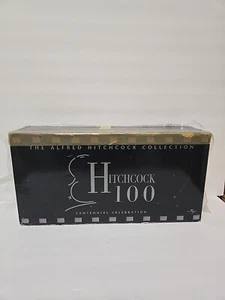 THE ALFRED HITCHCOCK COLLECTION
HITCHCOCK
100
CENTENNIAL CELEBRATION